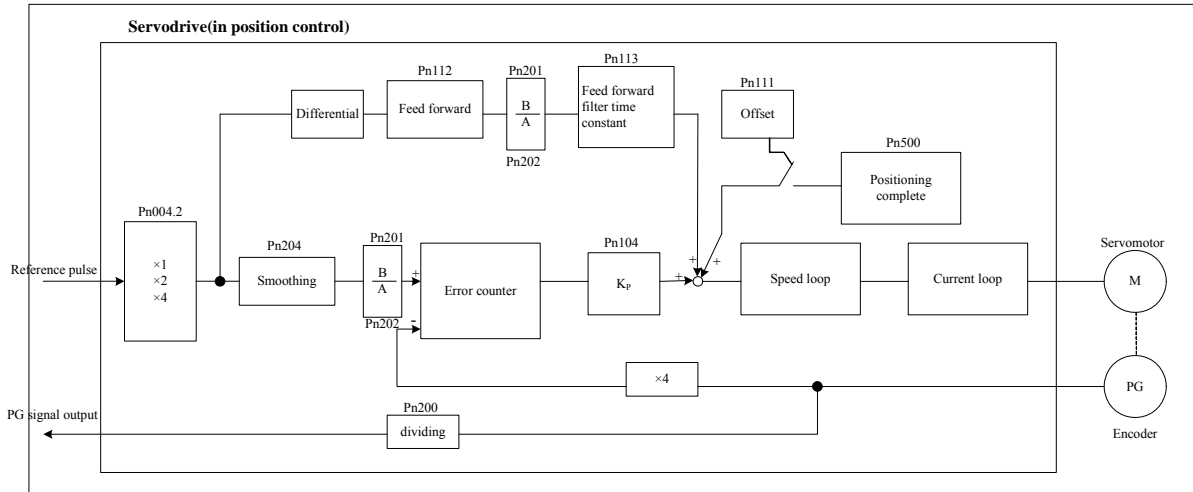 Servodrive(in position control)
Pn112
Pn201
Pn113
Differential
Feed forward
B
A
Pn202
Feed forward
filter time
constant
Pn111
Offset
Pn500
Positioning
complete
Pn004.2
×1
×2
×4
Reference pulse
Pn204
Smoothing
Pn201
B
A
Pn202
+
-
Error counter
Pn104
KP
+
+
+
Speed loop
Current loop
Servomotor
M
×4
PG
Encoder
PG signal output
Pn200
dividing